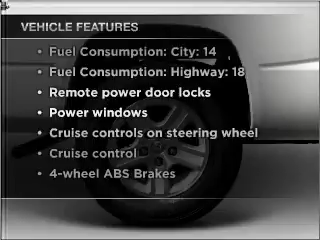 VEHICLE FEATURES
• Fuel Consumption: City: 14
• Fuel Consumption: Highway: 18
• Remote power door locks
• Power windows
• Cruise controls on steering wheel
• Cruise control
• 4-wheel ABS Brakes